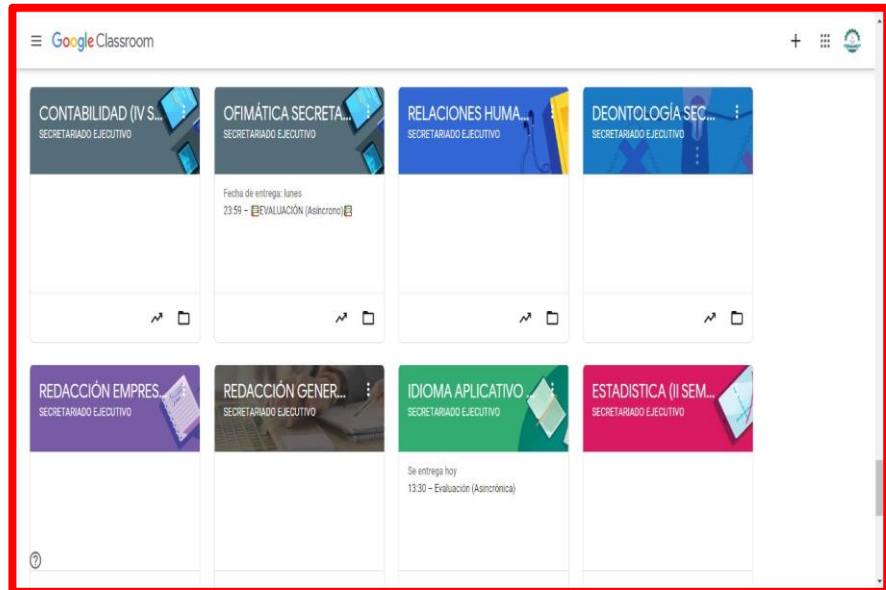 Google Classroom
CONTABILIDAD (IV S...
SECRETARIADO EJECUTIVO
OFIMÁTICA SECRETA...
SECRETARIADO EJECUTIVO
Fecha de entrega: lunes
23:59 – EVALUACIÓN (Asíncrono)
RELACIONES HUMA...
SECRETARIADO EJECUTIVO
DEONTOLOGÍA SEC...
SECRETARIADO EJECUTIVO
REDACCIÓN EMPRES...
SECRETARIADO EJECUTIVO
REDACCIÓN GENER...
SECRETARIADO EJECUTIVO
IDIOMA APLICATIVO ...
SECRETARIADO EJECUTIVO
Se entrega hoy
13:30 – Evaluación (Asincrónica)
ESTADISTICA (II SEM...
SECRETARIADO EJECUTIVO